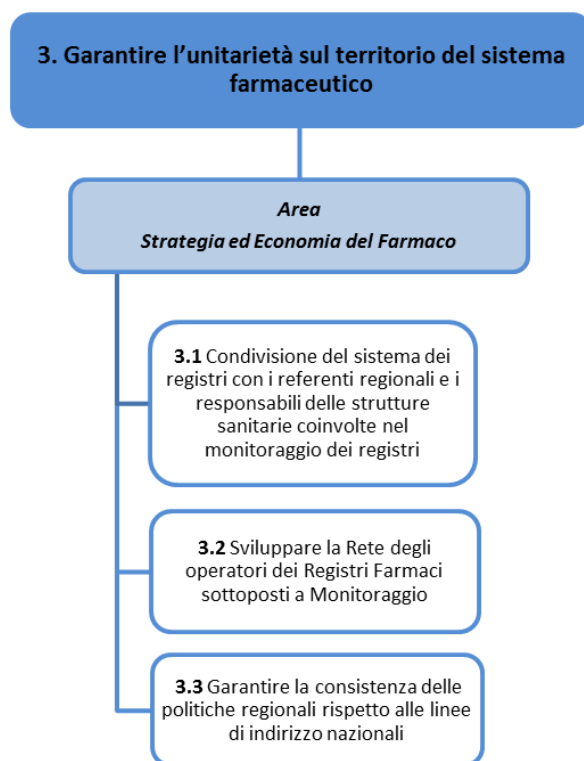 3. Garantire l'unitarietà sul territorio del sistema
farmaceutico
Area
Strategia ed Economia del Farmaco
3.1 Condivisione del sistema dei
registri con i referenti regionali e i
responsabili delle strutture
sanitarie coinvolte nel
monitoraggio dei registri
3.2 Sviluppare la Rete degli
operatori dei Registri Farmaci
sottoposti a Monitoraggio
3.3 Garantire la consistenza delle
politiche regionali rispetto alle linee
di indirizzo nazionali